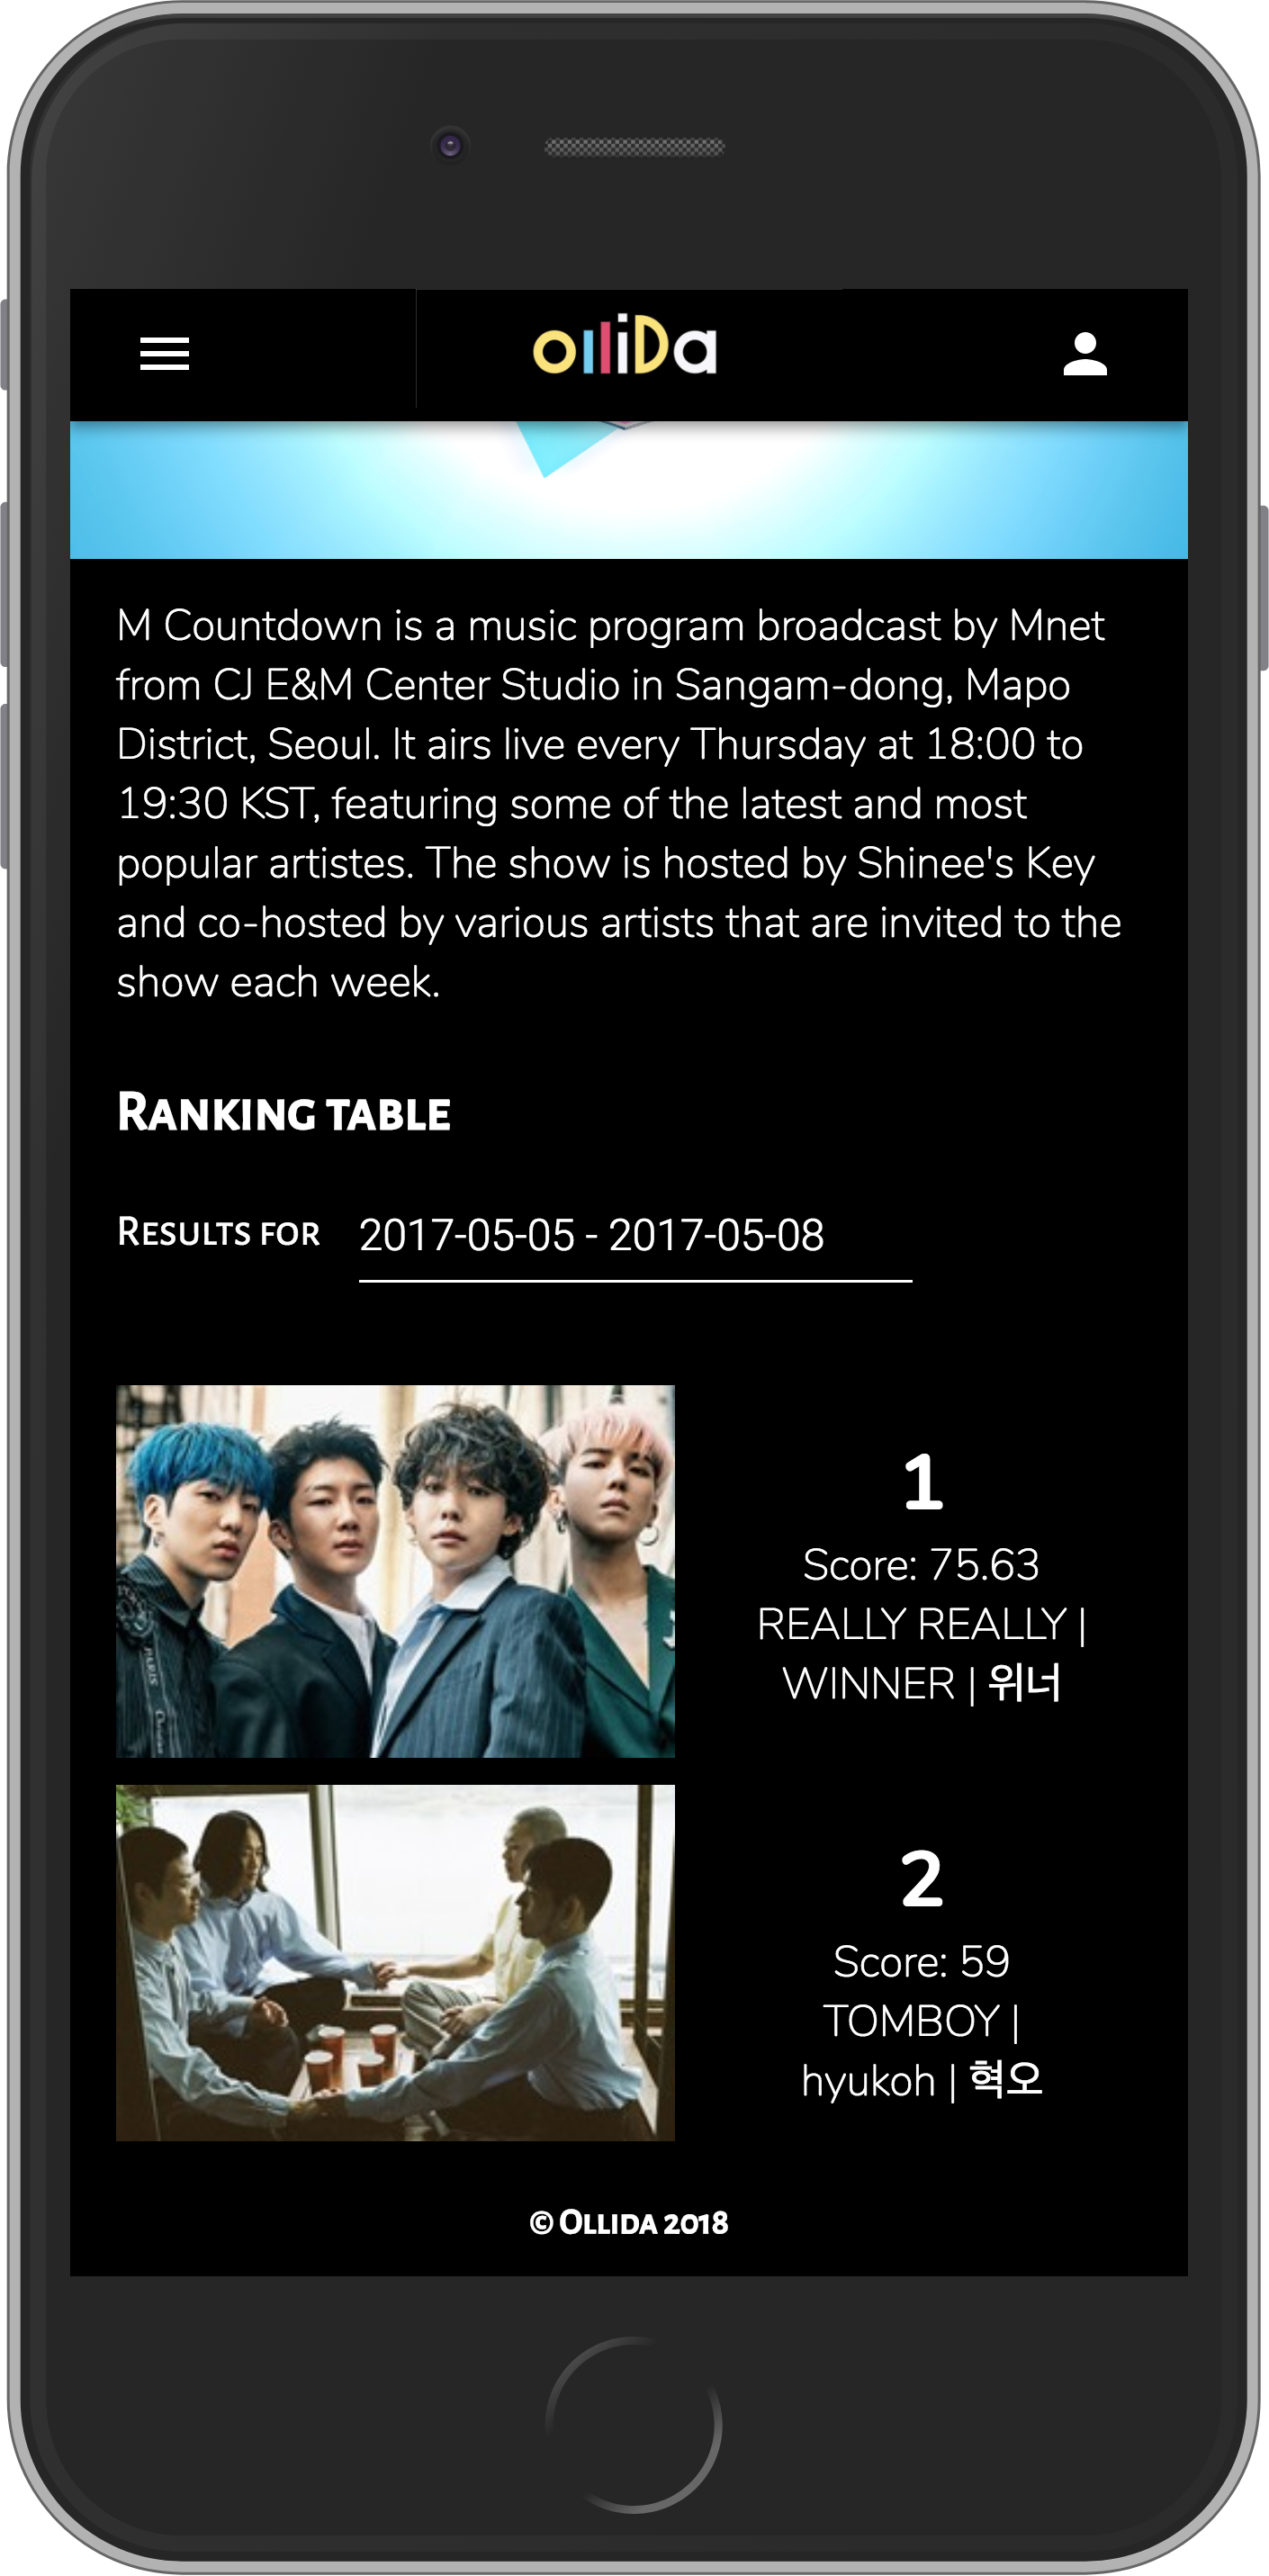 olliDa
M Countdown is a music program broadcast by Mnet
from CJ E&M Center Studio in Sangam-dong, Mapo
District, Seoul. It airs live every Thursday at 18:00 to
19:30 KST, featuring some of the latest and most
popular artistes. The show is hosted by Shinee's Key
and co-hosted by various artists that are invited to the
show each week.
Ranking table
Results for 2017-05-05 - 2017-05-08
1
Score: 75.63
REALLY REALLY |
WINNER | 위너
2
Score: 59
TOMBOY |
hyukoh | 혁오
© Ollida 2018